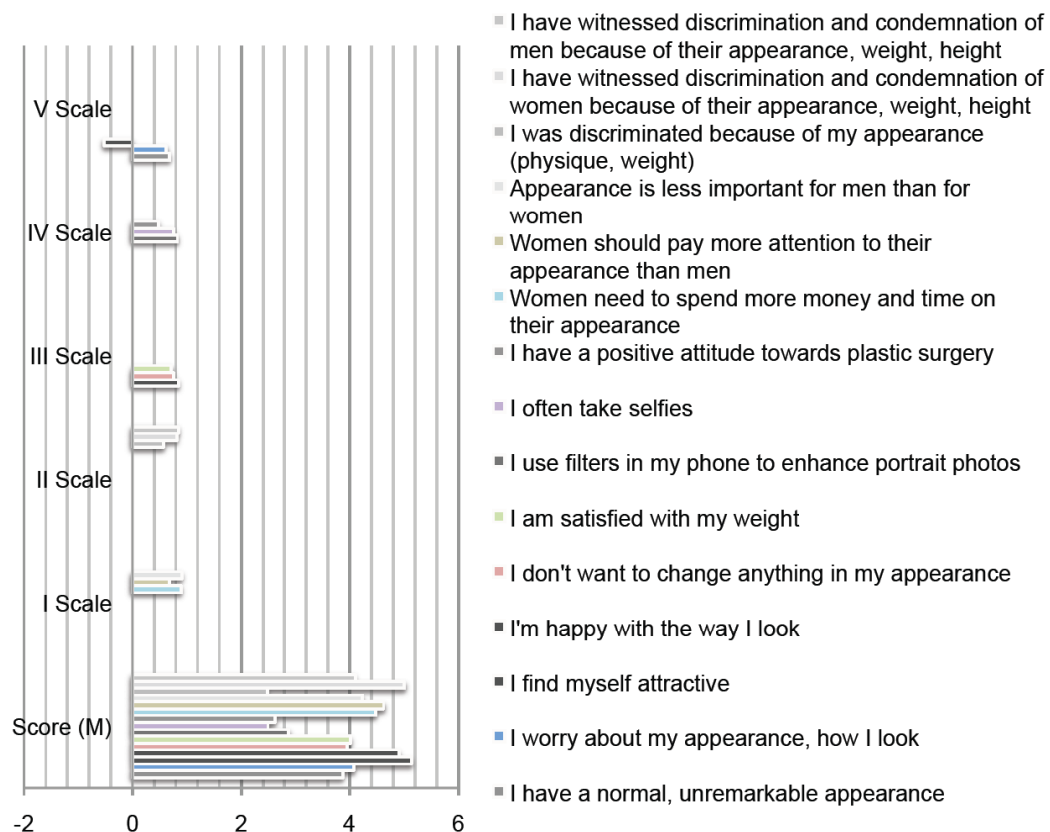 V Scale
IV Scale
III Scale
II Scale
I Scale
Score (M)
-2 0 2 4 6
I have witnessed discrimination and condemnation of
men because of their appearance, weight, height
I have witnessed discrimination and condemnation of
women because of their appearance, weight, height
I was discriminated because of my appearance
(physique, weight)
Appearance is less important for men than for
women
Women should pay more attention to their
appearance than men
Women need to spend more money and time on
their appearance
I have a positive attitude towards plastic surgery
I often take selfies
I use filters in my phone to enhance portrait photos
I am satisfied with my weight
I don't want to change anything in my appearance
I'm happy with the way I look
I find myself attractive
I worry about my appearance, how I look
I have a normal, unremarkable appearance